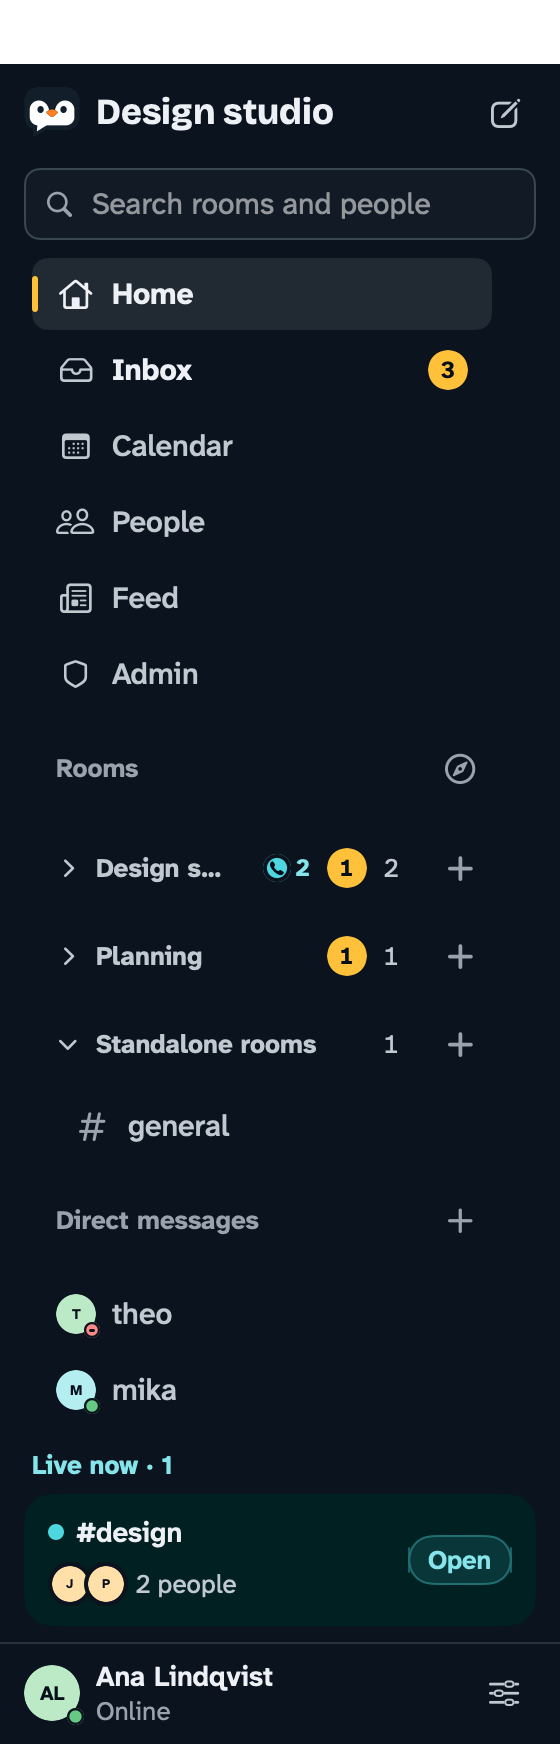 Design studio
Search rooms and people
Home
Inbox 3
Calendar
People
Feed
Admin
Rooms
Design s... 2 1 2
Planning 1 1
Standalone rooms 1
# general
Direct messages
T theo
M mika
Live now · 1
#design
J P 2 people
Open
AL Ana Lindqvist
Online